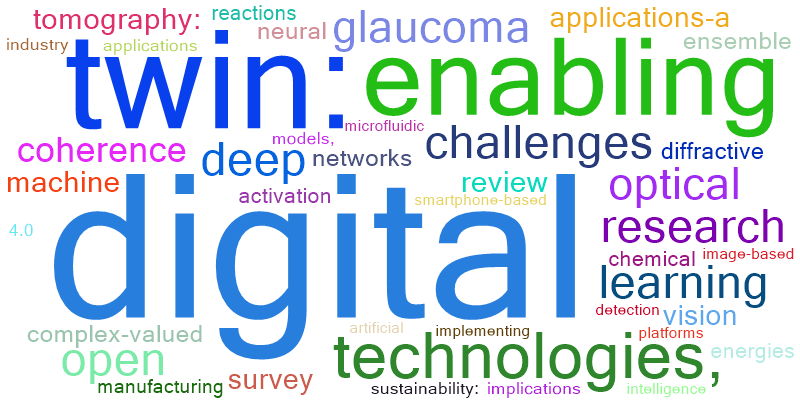 tomography:
reactions
applications-a
industry
applications
neural
glaucoma
ensemble
twin:
enabling
microfluidic
models,
coherence
deep
networks
challenges
diffractive
machine
activation
review
smartphone-based
optical
4.0
digital
research
chemical
image-based
learning
detection
vision
complex-valued
artificial
implementing
platforms
open
technologies,
energies
manufacturing
survey
sustainability:
implications
intelligence